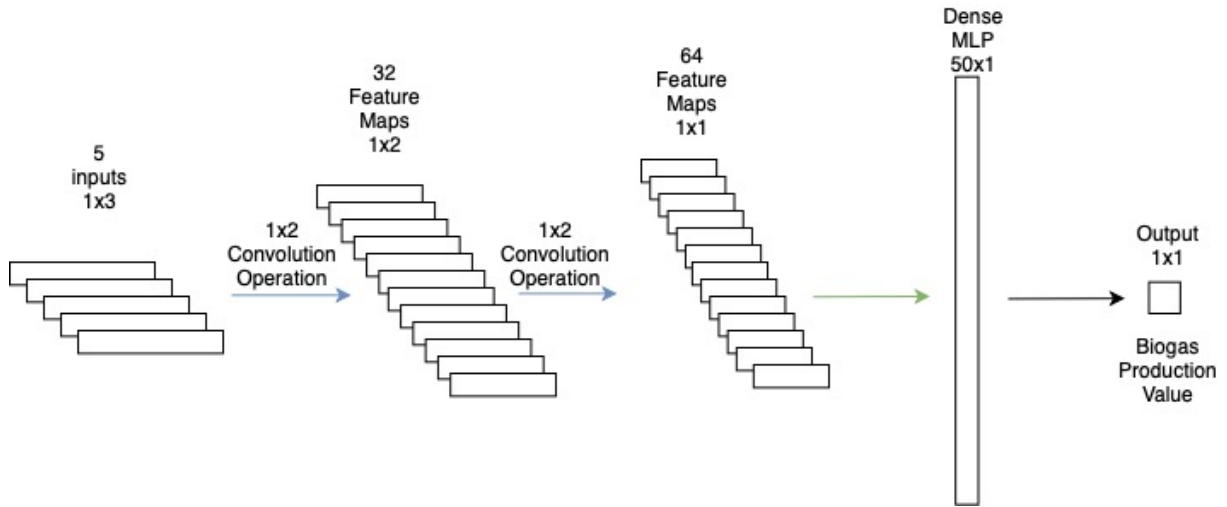 5
inputs
1x3
1x2
Convolution
Operation
32
Feature
Maps
1x2
1x2
Convolution
Operation
64
Feature
Maps
1x1
Dense
MLP
50x1
Output
1x1
Biogas
Production
Value